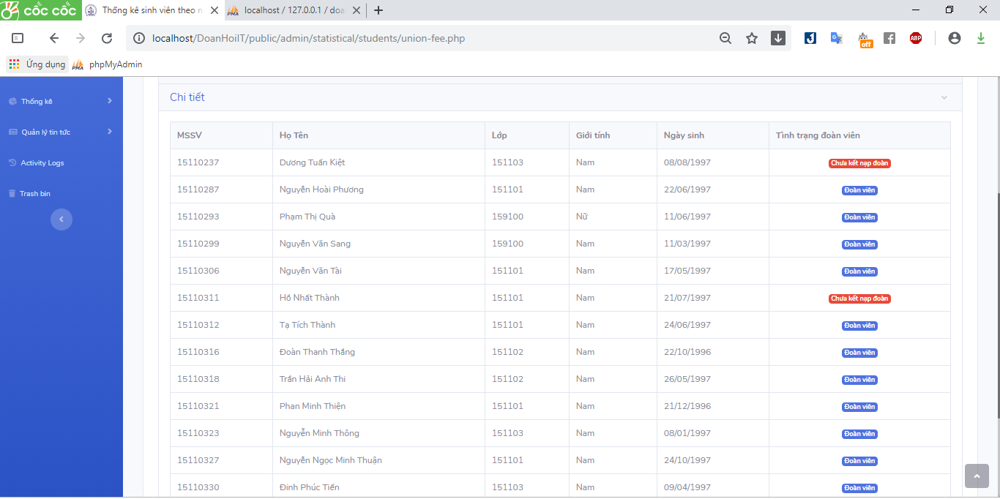 cốc cốc
Thống kê sinh viên theo n
localhost / 127.0.0.1 / doa
localhost/DoanHoiIT/public/admin/statistical/students/union-fee.php
off
ABP
Ứng dụng
phpMyAdmin
Thống kê
Quản lý tin tức
Activity Logs
Trash bin
Chi tiết
MSSV Họ Tên Lớp Giới tính Ngày sinh Tình trạng đoàn viên
15110237 Dương Tuấn Kiệt 151103 Nam 08/08/1997 Chưa kết nạp đoàn
15110287 Nguyễn Hoài Phương 151101 Nam 22/06/1997 Đoàn viên
15110293 Phạm Thị Quà 159100 Nữ 11/06/1997 Đoàn viên
15110299 Nguyễn Văn Sang 159100 Nam 11/03/1997 Đoàn viên
15110306 Nguyễn Văn Tài 151101 Nam 17/05/1997 Đoàn viên
15110311 Hồ Nhất Thành 151101 Nam 21/07/1997 Chưa kết nạp đoàn
15110312 Tạ Tích Thành 151101 Nam 24/06/1997 Đoàn viên
15110316 Đoàn Thanh Thắng 151102 Nam 22/10/1996 Đoàn viên
15110318 Trần Hải Anh Thi 151102 Nam 26/05/1997 Đoàn viên
15110321 Phan Minh Thiện 151101 Nam 21/12/1996 Đoàn viên
15110323 Nguyễn Minh Thông 151103 Nam 08/01/1997 Đoàn viên
15110327 Nguyễn Ngọc Minh Thuận 151101 Nam 24/10/1997 Đoàn viên
15110330 Đinh Phúc Tiến 151103 Nam 09/04/1997 Đoàn viên